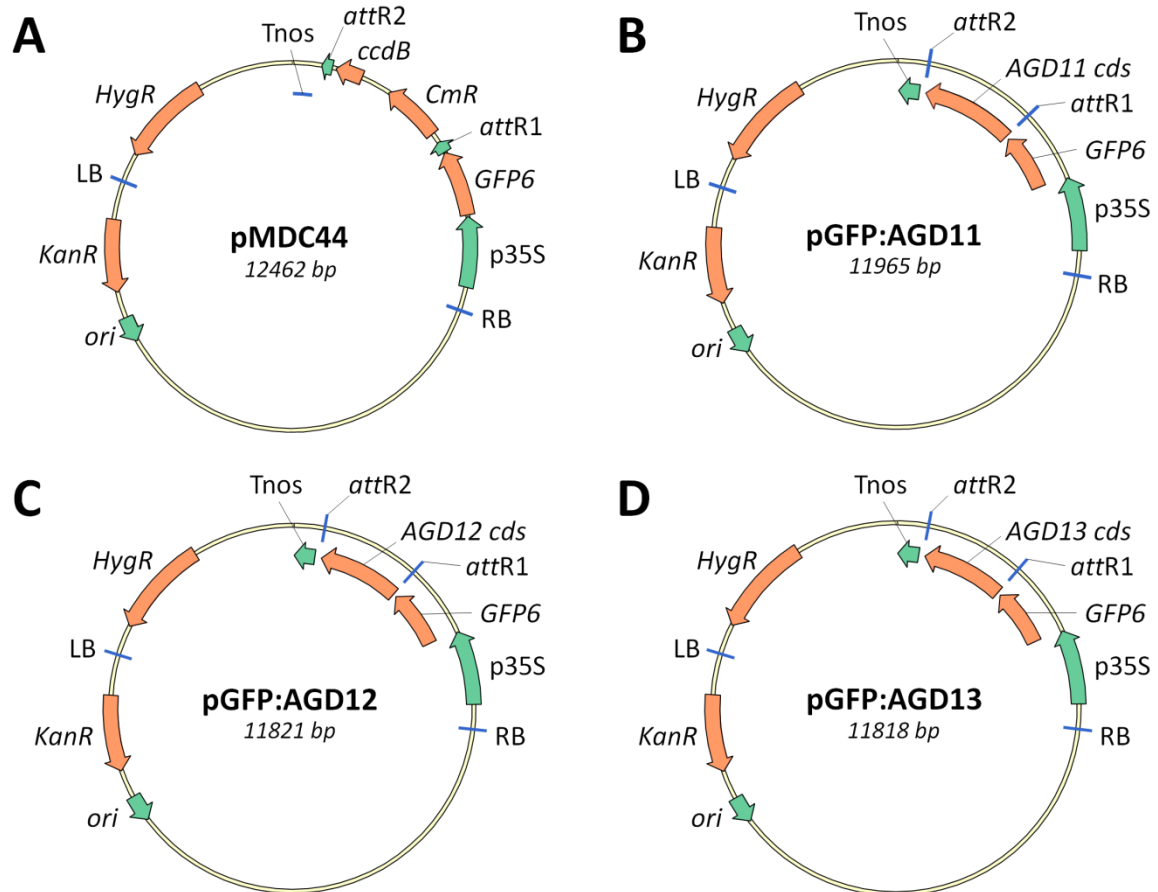 A
Tnos
attR2
ccdB
CmR
attR1
GFP6
p35S
RB
HygR
LB
KanR
ori
pMDC44
12462 bp
B
Tnos
attR2
AGD11 cds
attR1
GFP6
p35S
RB
HygR
LB
KanR
ori
pGFP:AGD11
11965 bp
C
Tnos
attR2
AGD12 cds
attR1
GFP6
p35S
RB
HygR
LB
KanR
ori
pGFP:AGD12
11821 bp
D
Tnos
attR2
AGD13 cds
attR1
GFP6
p35S
RB
HygR
LB
KanR
ori
pGFP:AGD13
11818 bp